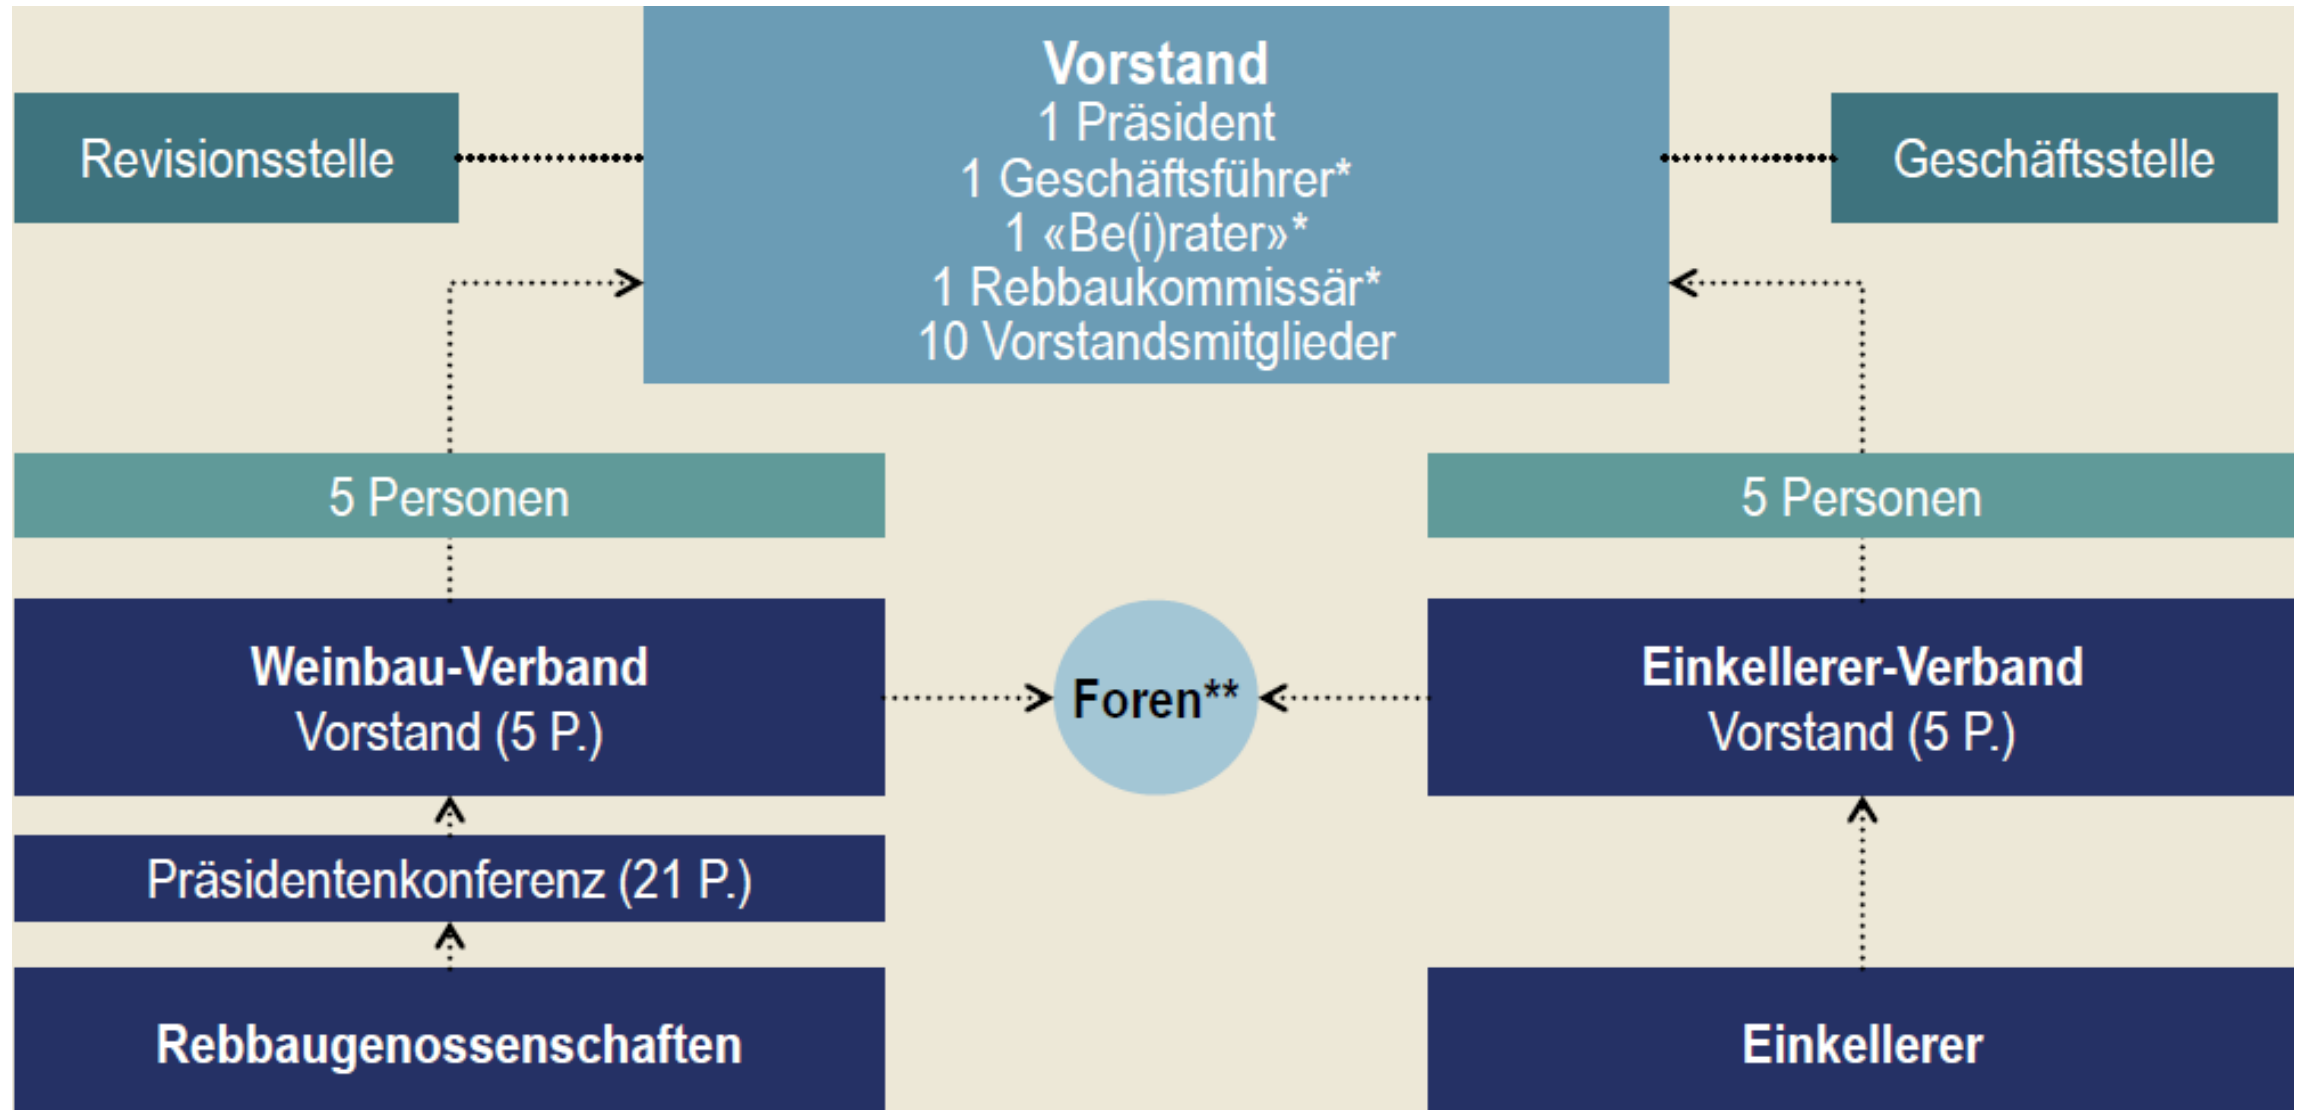 Vorstand
1 Präsident
1 Geschäftsführer*
1 «Be(i)rater»*
1 Rebbaukommissär*
10 Vorstandsmitglieder
Revisionsstelle
Geschäftsstelle
5 Personen
5 Personen
Weinbau-Verband
Vorstand (5 P.)
Foren**
Einkellerer-Verband
Vorstand (5 P.)
Präsidentenkonferenz (21 P.)
Rebbaugenossenschaften
Einkellerer